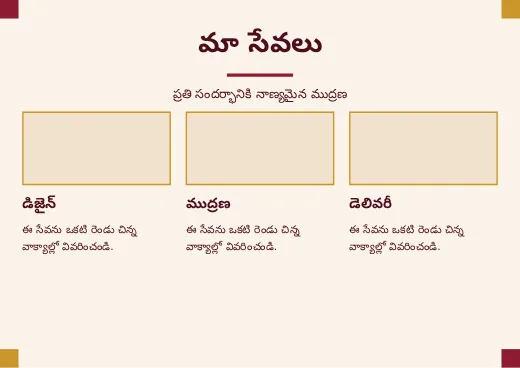 మా సేవలు
ప్రతి సందర్భానికి నాణ్యమైన ముద్రణ
డిజైన్
ఈ సేవను ఒకటి రెండు చిన్న
వాక్యాల్లో వివరించండి.
ముద్రణ
ఈ సేవను ఒకటి రెండు చిన్న
వాక్యాల్లో వివరించండి.
డెలివరీ
ఈ సేవను ఒకటి రెండు చిన్న
వాక్యాల్లో వివరించండి.